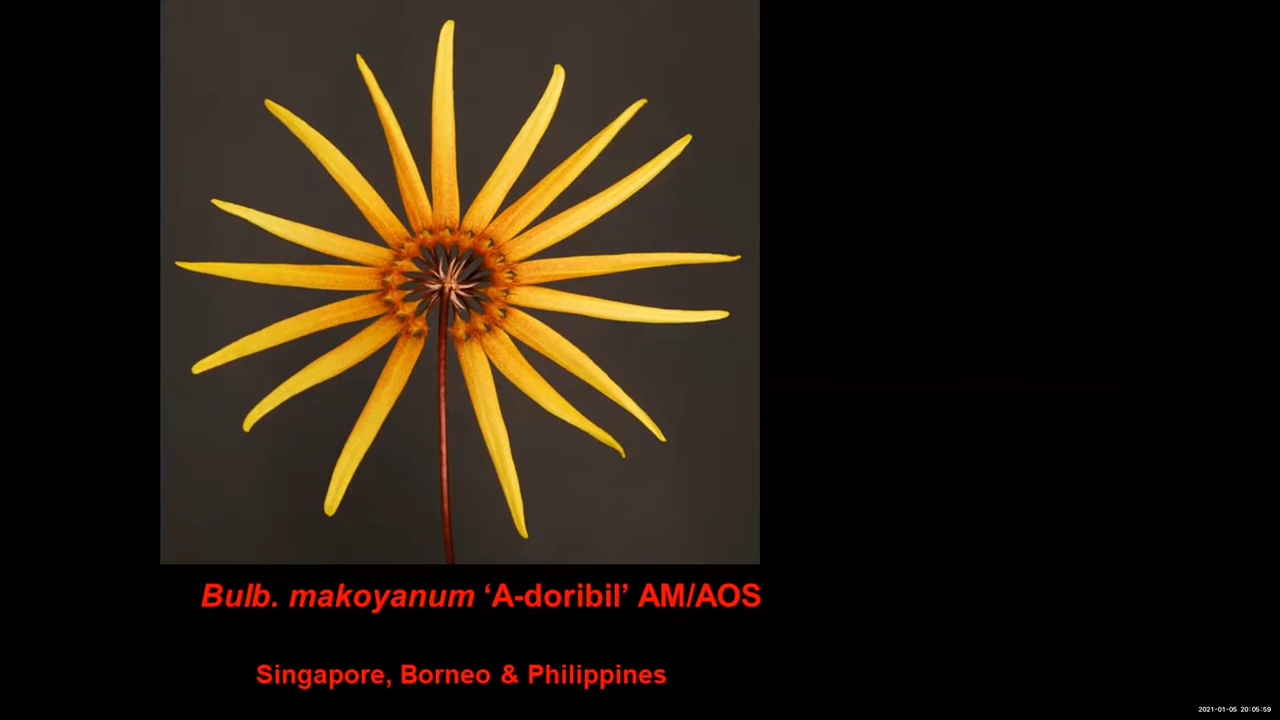 Bulb. makoyanum ‘A-doribil’ AM/AOS
Singapore, Borneo & Philippines
2021-01-05 20:05:59